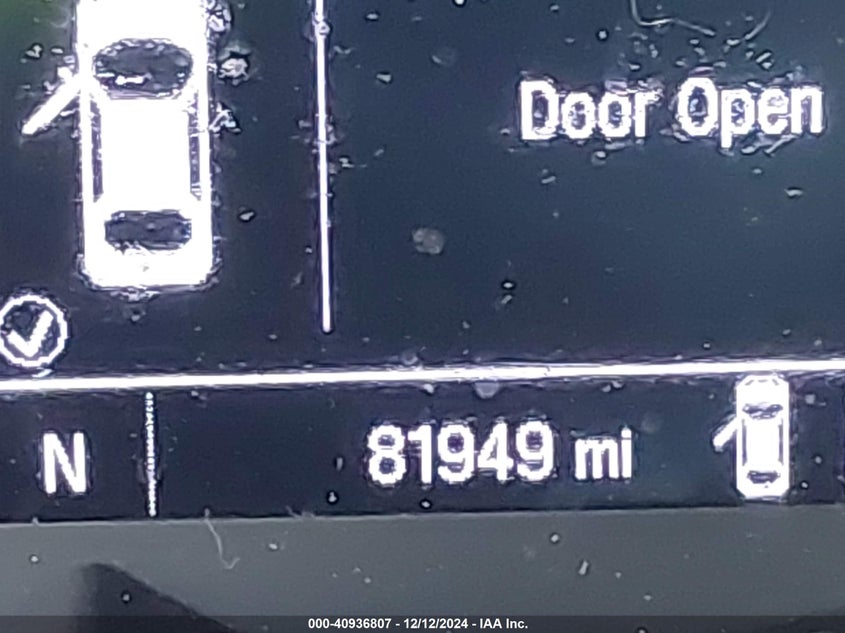 Door Open
N 81949 mi
000-40936807 - 12/12/2024 - IAA Inc.